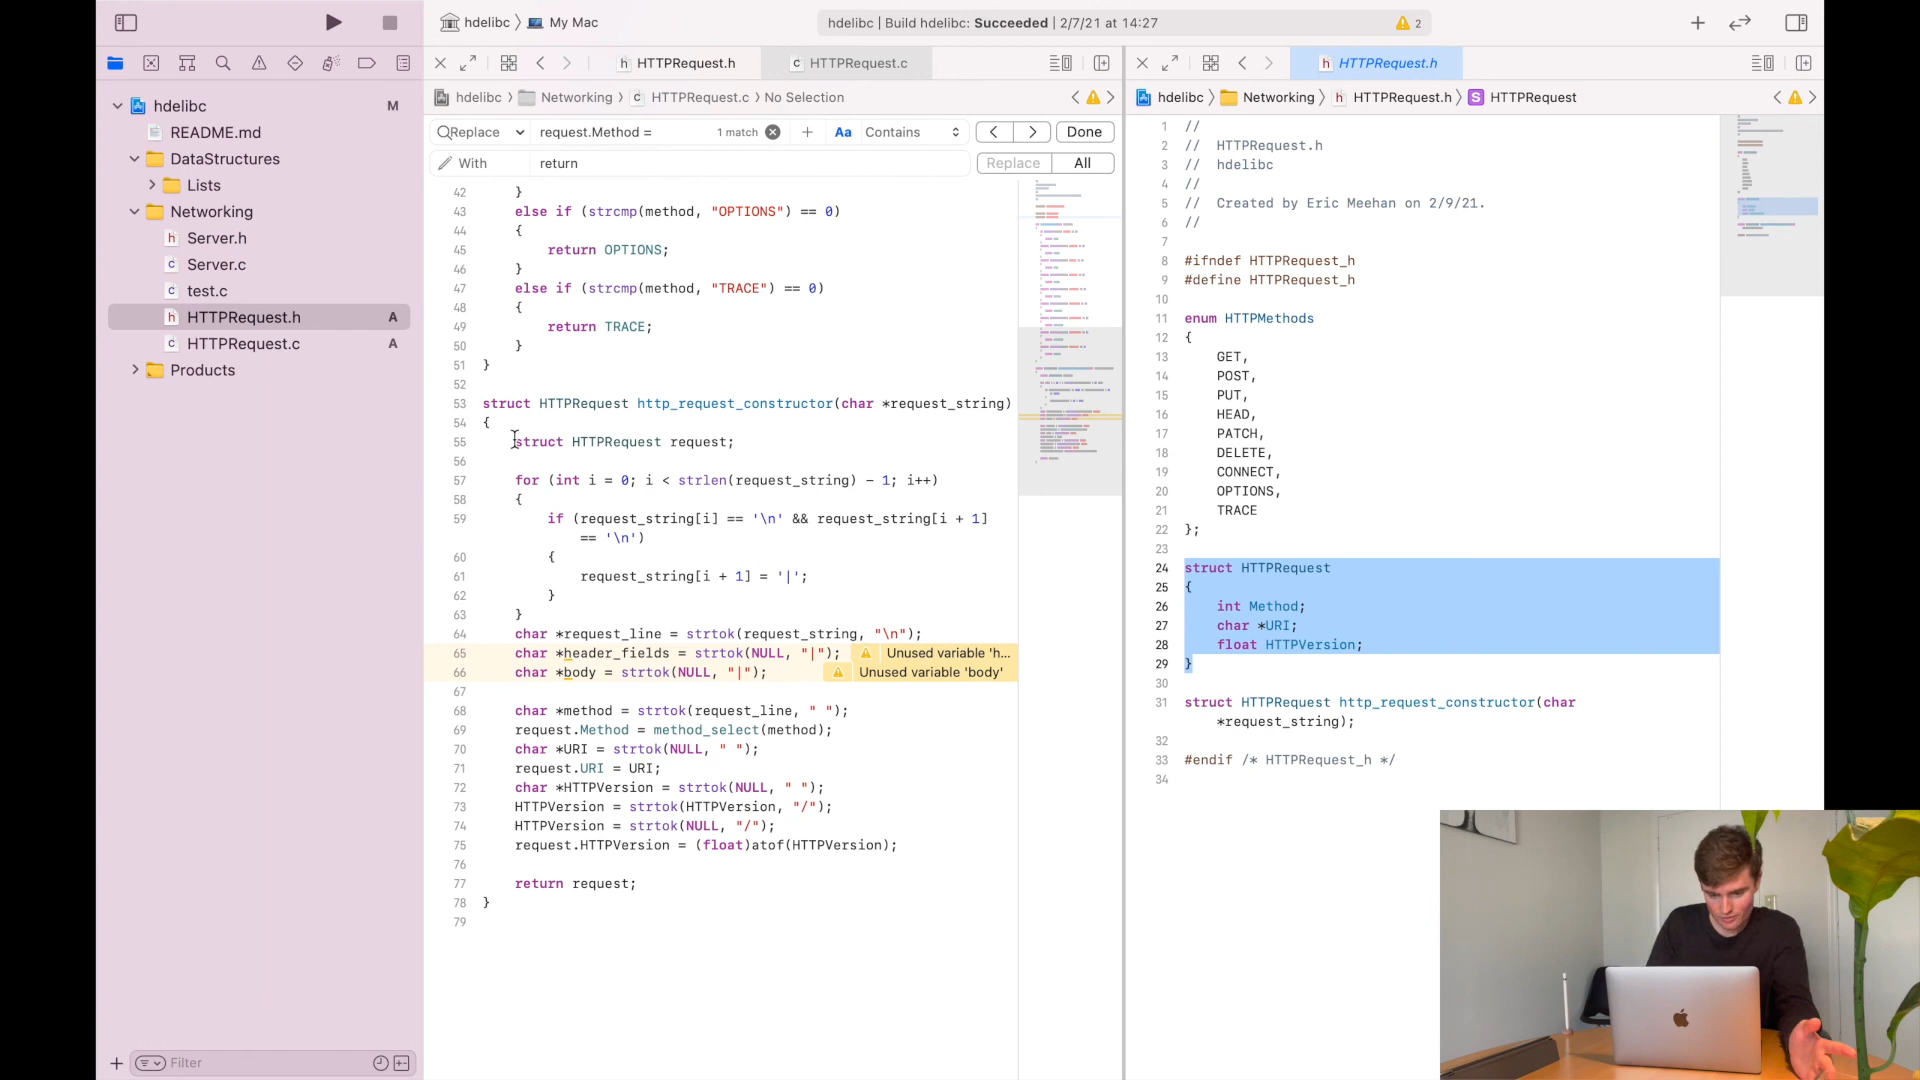 hdelibc
My Mac
hdelibc | Build hdelibc: Succeeded | 2/7/21 at 14:27
2
HTTPRequest.h
HTTPRequest.c
HTTPRequest.h
hdelibc
M
README.md
DataStructures
Lists
Networking
Server.h
Server.c
test.c
HTTPRequest.h
A
HTTPRequest.c
A
Products
Filter
hdelibc
Networking
HTTPRequest.c
No Selection
Replace
request.Method =
1 match
Aa
Contains
Done
With
return
Replace
All
42 }
43 else if (strcmp(method, "OPTIONS") == 0)
44 {
45 return OPTIONS;
46 }
47 else if (strcmp(method, "TRACE") == 0)
48 {
49 return TRACE;
50 }
51 }
52
53 struct HTTPRequest http_request_constructor(char *request_string)
54 {
55 struct HTTPRequest request;
56
57 for (int i = 0; i < strlen(request_string) - 1; i++)
58 {
59 if (request_string[i] == '\n' && request_string[i + 1]
== '\n')
60 {
61 request_string[i + 1] = '|';
62 }
63 }
64 char *request_line = strtok(request_string, "\n");
65 char *header_fields = strtok(NULL, "|"); Unused variable 'h...
66 char *body = strtok(NULL, "|"); Unused variable 'body'
67
68 char *method = strtok(request_line, " ");
69 request.Method = method_select(method);
70 char *URI = strtok(NULL, " ");
71 request.URI = URI;
72 char *HTTPVersion = strtok(NULL, " ");
73 HTTPVersion = strtok(HTTPVersion, "/");
74 HTTPVersion = strtok(NULL, "/");
75 request.HTTPVersion = (float)atof(HTTPVersion);
76
77 return request;
78 }
79
hdelibc
Networking
HTTPRequest.h
S HTTPRequest
1 //
2 // HTTPRequest.h
3 // hdelibc
4 //
5 // Created by Eric Meehan on 2/9/21.
6 //
7
8 #ifndef HTTPRequest_h
9 #define HTTPRequest_h
10
11 enum HTTPMethods
12 {
13 GET,
14 POST,
15 PUT,
16 HEAD,
17 PATCH,
18 DELETE,
19 CONNECT,
20 OPTIONS,
21 TRACE
22 };
23
24 struct HTTPRequest
25 {
26 int Method;
27 char *URI;
28 float HTTPVersion;
29 }
30
31 struct HTTPRequest http_request_constructor(char
*request_string);
32
33 #endif /* HTTPRequest_h */
34